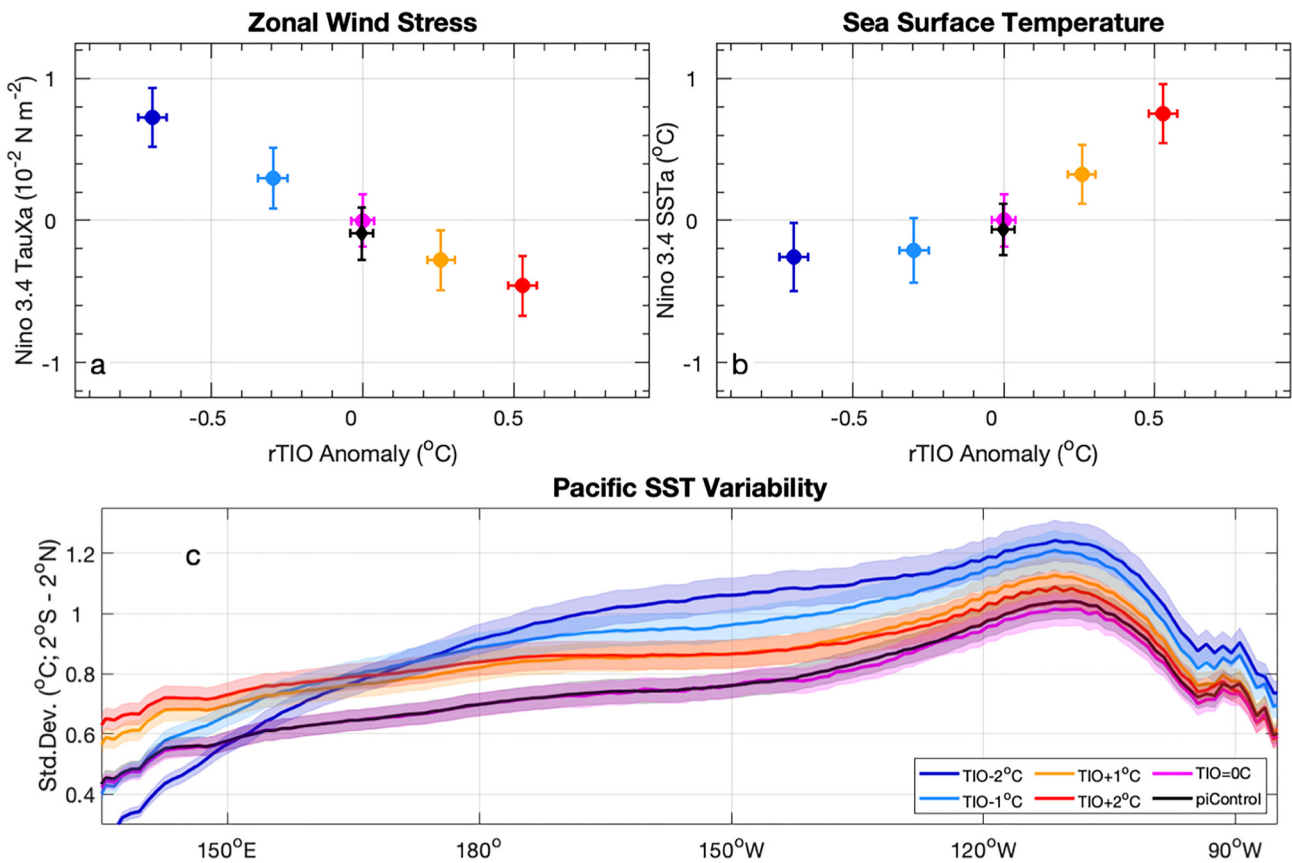 Zonal Wind Stress
Nino 3.4 TauXa (10⁻² N m⁻²)
1
0
-1
a
-0.5
0
0.5
rTIO Anomaly (°C)
Sea Surface Temperature
Nino 3.4 SSTa (°C)
1
0
-1
b
-0.5
0
0.5
rTIO Anomaly (°C)
Pacific SST Variability
Std.Dev. (°C; 2°S - 2°N)
1.2
1
0.8
0.6
0.4
c
TIO-2°C
TIO+1°C
TIO=0C
TIO-1°C
TIO+2°C
piControl
150°E
180°
150°W
120°W
90°W